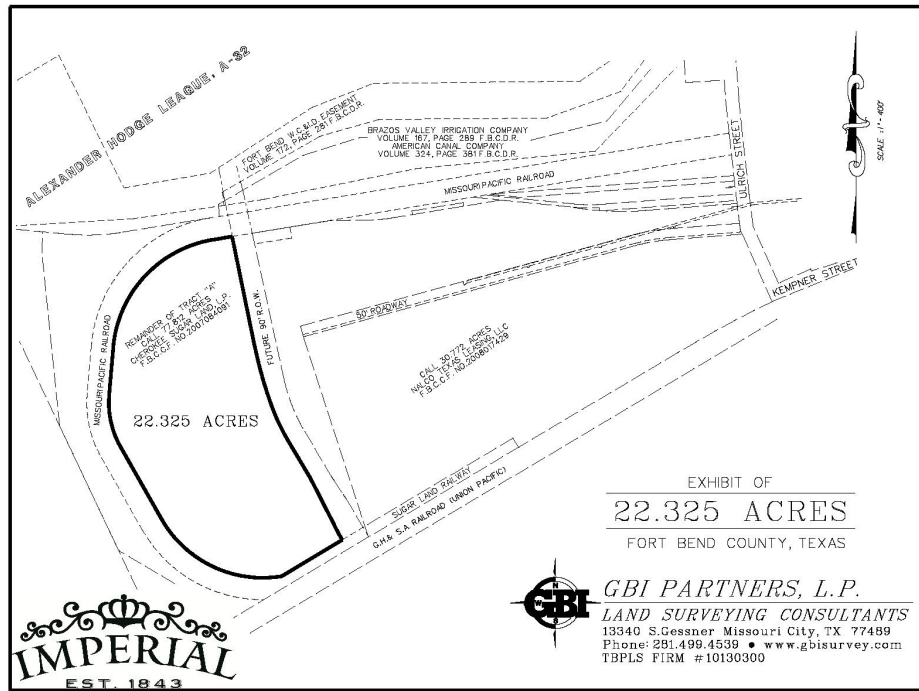 ALEXANDER HODGE LEAGUE, A-32
FORT BEND W.C.&I.D. EASEMENT
VOLUME 172, PAGE 281 F.B.C.D.R.
BRAZOS VALLEY IRRIGATION COMPANY
VOLUME 167, PAGE 289 F.B.C.D.R.
AMERICAN CANAL COMPANY
VOLUME 324, PAGE 381 F.B.C.D.R.
MISSOURI PACIFIC RAILROAD
ULRICH STREET
SCALE : 1" = 400'
KEMPNER STREET
50' ROADWAY
FUTURE 90' R.O.W.
REMAINDER OF TRACT "A"
CALL 77.812 ACRES
CHEROKEE SUGAR LAND, L.P.
F.B.C.C.F. NO.2007084091
MISSOURI PACIFIC RAILROAD
CALL 30.772 ACRES
NALCO TEXAS LEASING, LLC
F.B.C.C.F. NO.2008017429
22.325 ACRES
SUGAR LAND RAILWAY
G.H.& S.A. RAILROAD (UNION PACIFIC)
EXHIBIT OF
22.325 ACRES
FORT BEND COUNTY, TEXAS
N
W
S
GBI
GBI PARTNERS, L.P.
LAND SURVEYING CONSULTANTS
13340 S.Gessner Missouri City, TX 77489
Phone: 281.499.4539 ● www.gbisurvey.com
TBPLS FIRM #10130300
IMPERIAL
EST. 1843